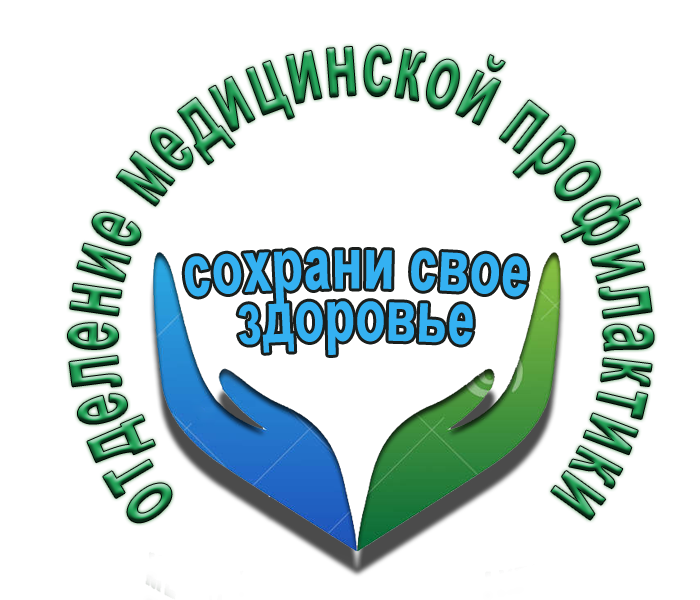 отделение медицинской профилактики
сохрани свое
здоровье